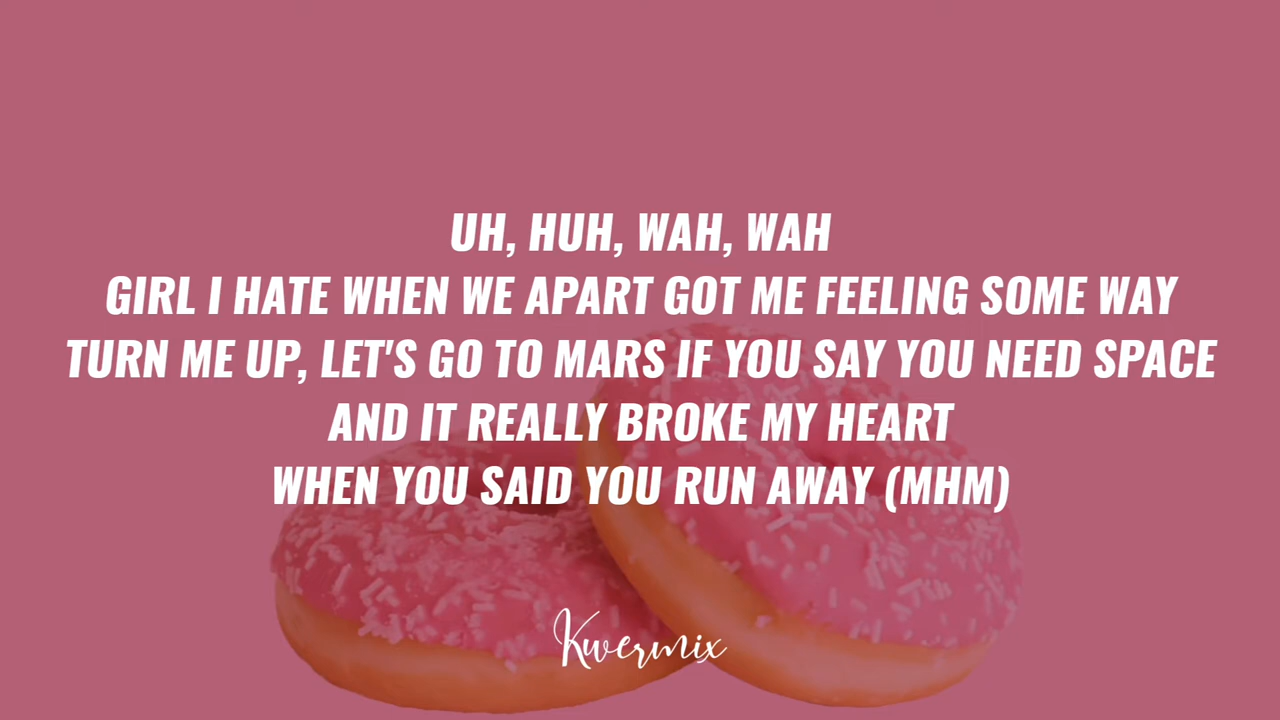 UH, HUH, WAH, WAH
GIRL I HATE WHEN WE APART GOT ME FEELING SOME WAY
TURN ME UP, LET'S GO TO MARS IF YOU SAY YOU NEED SPACE
AND IT REALLY BROKE MY HEART
WHEN YOU SAID YOU RUN AWAY (MHM)
Kwermix